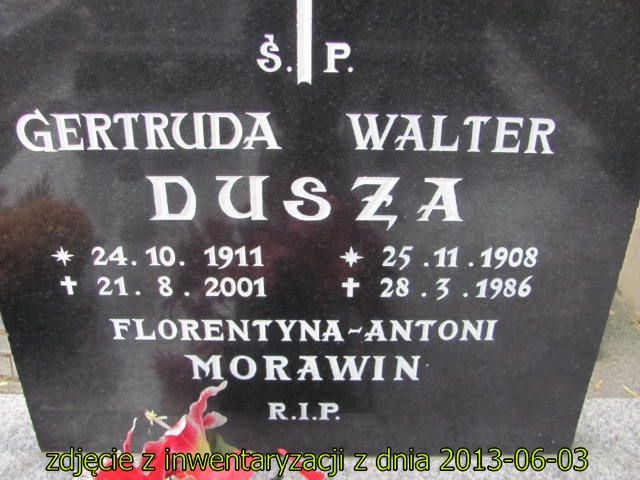 Ś. P.
GERTRUDA WALTER
DUSZA
* 24. 10. 1911 * 25. 11. 1908
✝ 21. 8. 2001 ✝ 28. 3. 1986
FLORENTYNA-ANTONI
MORAWIN
R.I.P.
zdjęcie z inwentaryzacji z dnia 2013-06-03